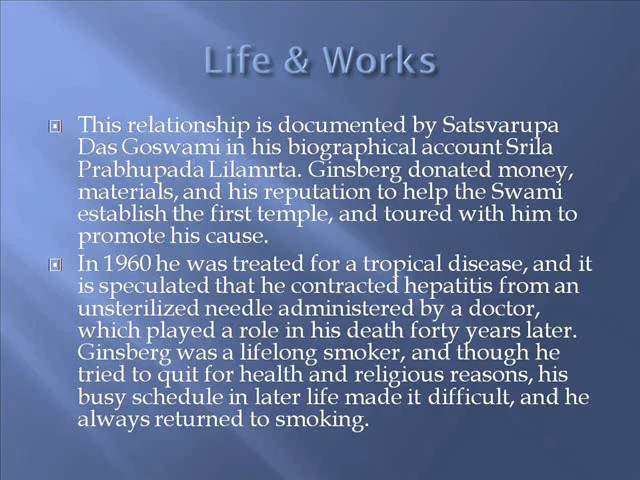 Life & Works
This relationship is documented by Satsvarupa
Das Goswami in his biographical account Srila
Prabhupada Lilamrta. Ginsberg donated money,
materials, and his reputation to help the Swami
establish the first temple, and toured with him to
promote his cause.
In 1960 he was treated for a tropical disease, and it
is speculated that he contracted hepatitis from an
unsterilized needle administered by a doctor,
which played a role in his death forty years later.
Ginsberg was a lifelong smoker, and though he
tried to quit for health and religious reasons, his
busy schedule in later life made it difficult, and he
always returned to smoking.